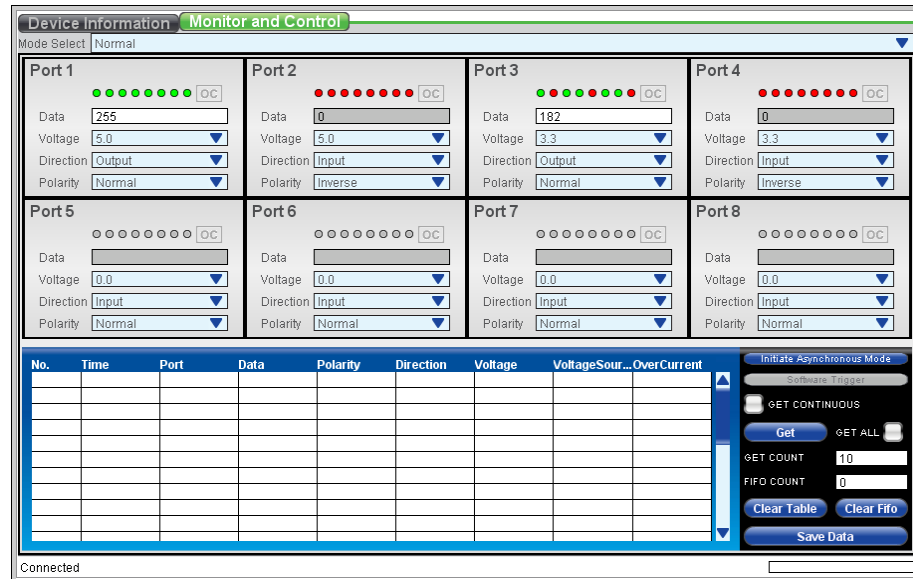 Device Information Monitor and Control
Mode Select Normal
Port 1 Port 2 Port 3 Port 4
OC OC OC OC
Data 255 Data 0 Data 182 Data 0
Voltage 5.0 Voltage 5.0 Voltage 3.3 Voltage 3.3
Direction Output Direction Input Direction Output Direction Input
Polarity Normal Polarity Inverse Polarity Normal Polarity Inverse
Port 5 Port 6 Port 7 Port 8
OC OC OC OC
Data Data Data Data
Voltage 0.0 Voltage 0.0 Voltage 0.0 Voltage 0.0
Direction Input Direction Input Direction Input Direction Input
Polarity Normal Polarity Normal Polarity Normal Polarity Normal
No. Time Port Data Polarity Direction Voltage VoltageSour... OverCurrent
Initiate Asynchronous Mode
Software Trigger
GET CONTINUOUS
Get GET ALL
GET COUNT 10
FIFO COUNT 0
Clear Table Clear Fifo
Save Data
Connected